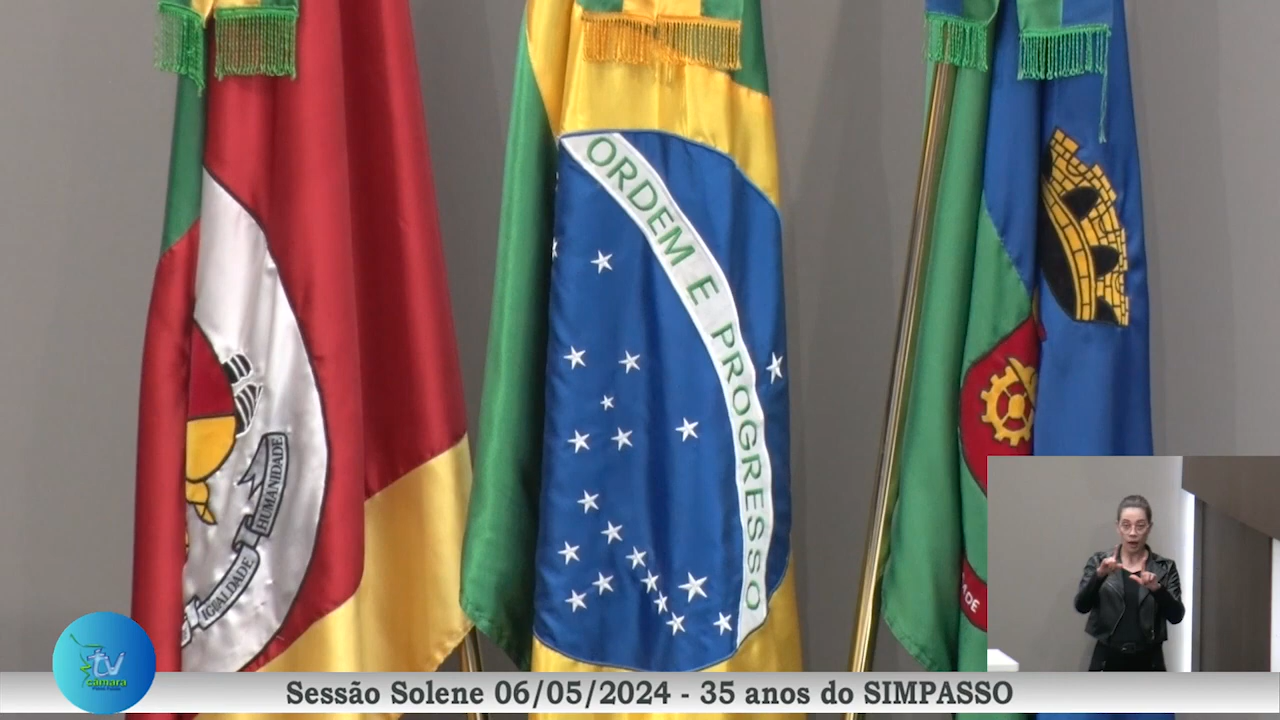 ORDEM E PROGRESSO
IGUALDADE
HUMANIDADE
tv
câmara
Sessão Solene 06/05/2024 - 35 anos do SIMPASSO